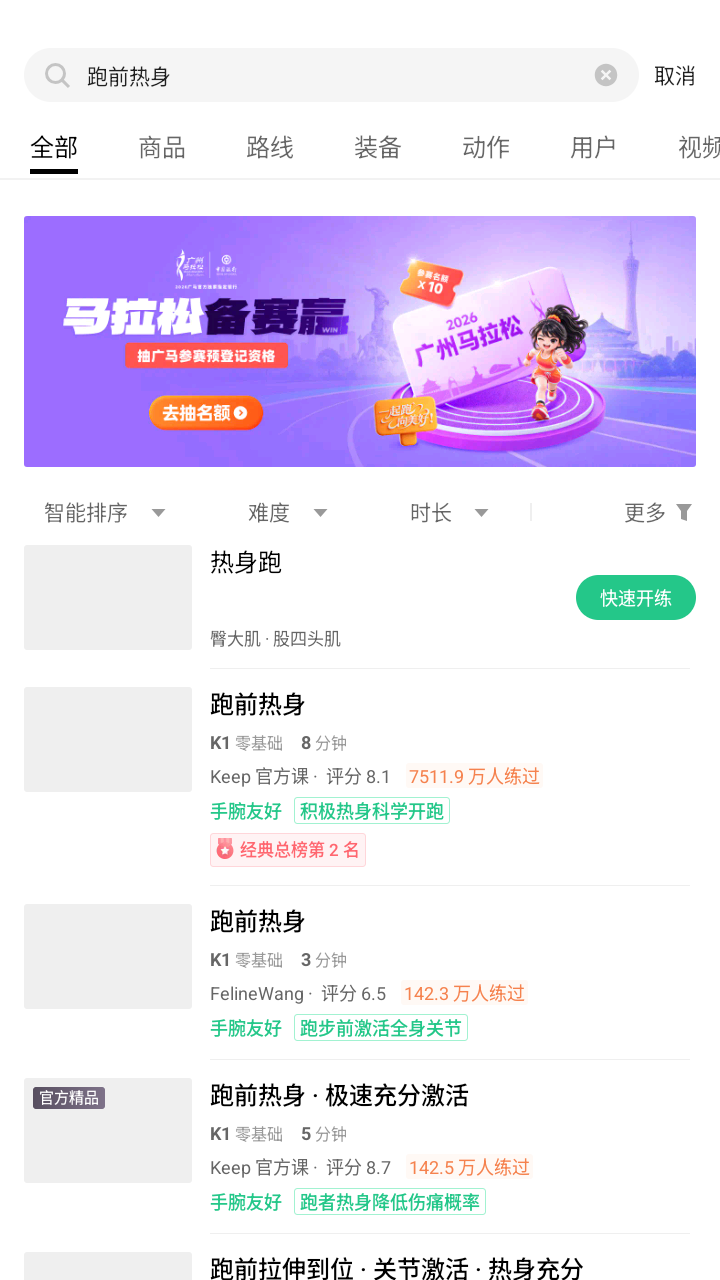 跑前热身
取消
全部 商品 路线 装备 动作 用户 视频
马拉松备赛赢
WIN
抽广马参赛预登记资格
去抽名额
参赛名额
x10
2026
广州马拉松
一起跑
向美好
智能排序 难度 时长 更多
热身跑
快速开练
臀大肌 · 股四头肌
跑前热身
K1 零基础 8 分钟
Keep 官方课 · 评分 8.1 7511.9 万人练过
手腕友好 积极热身科学开跑
经典总榜第 2 名
跑前热身
K1 零基础 3 分钟
FelineWang · 评分 6.5 142.3 万人练过
手腕友好 跑步前激活全身关节
官方精品
跑前热身 · 极速充分激活
K1 零基础 5 分钟
Keep 官方课 · 评分 8.7 142.5 万人练过
手腕友好 跑者热身降低伤痛概率
跑前拉伸到位 · 关节激活 · 热身充分